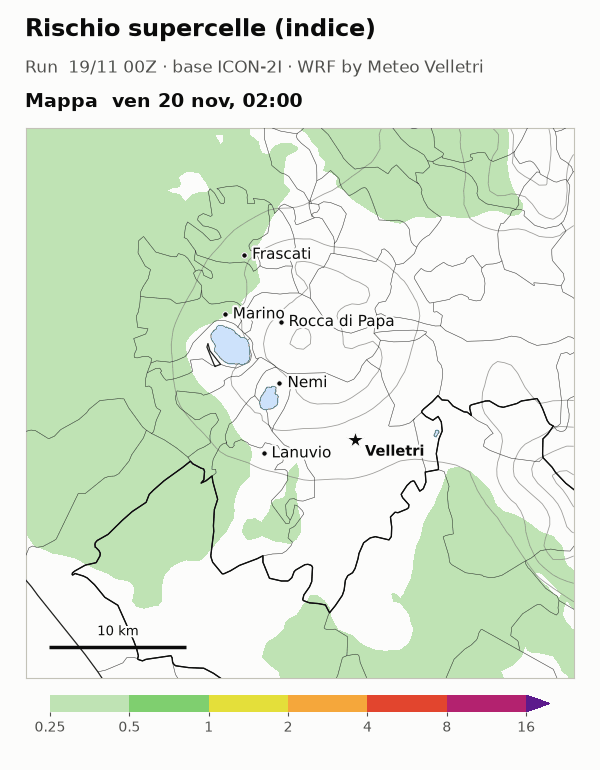 Rischio supercelle (indice)
Run  19/11 00Z · base ICON-2I · WRF by Meteo Velletri
Mappa  ven 20 nov, 02:00
Frascati
Marino
Rocca di Papa
Nemi
Lanuvio
Velletri
10 km
0.25 0.5 1 2 4 8 16